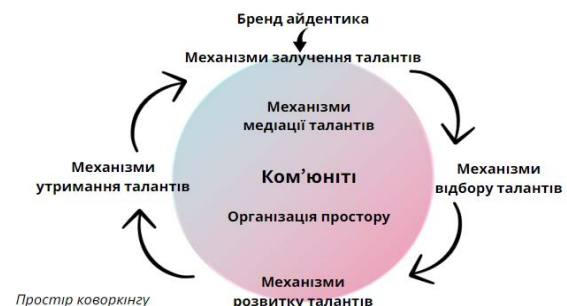 Бренд айдентика
Механізми залучення талантів
Механізми
медіації талантів
Механізми
утримання талантів
Ком’юніті
Механізми
відбору талантів
Організація простору
Механізми
розвитку талантів
Простір коворкінгу